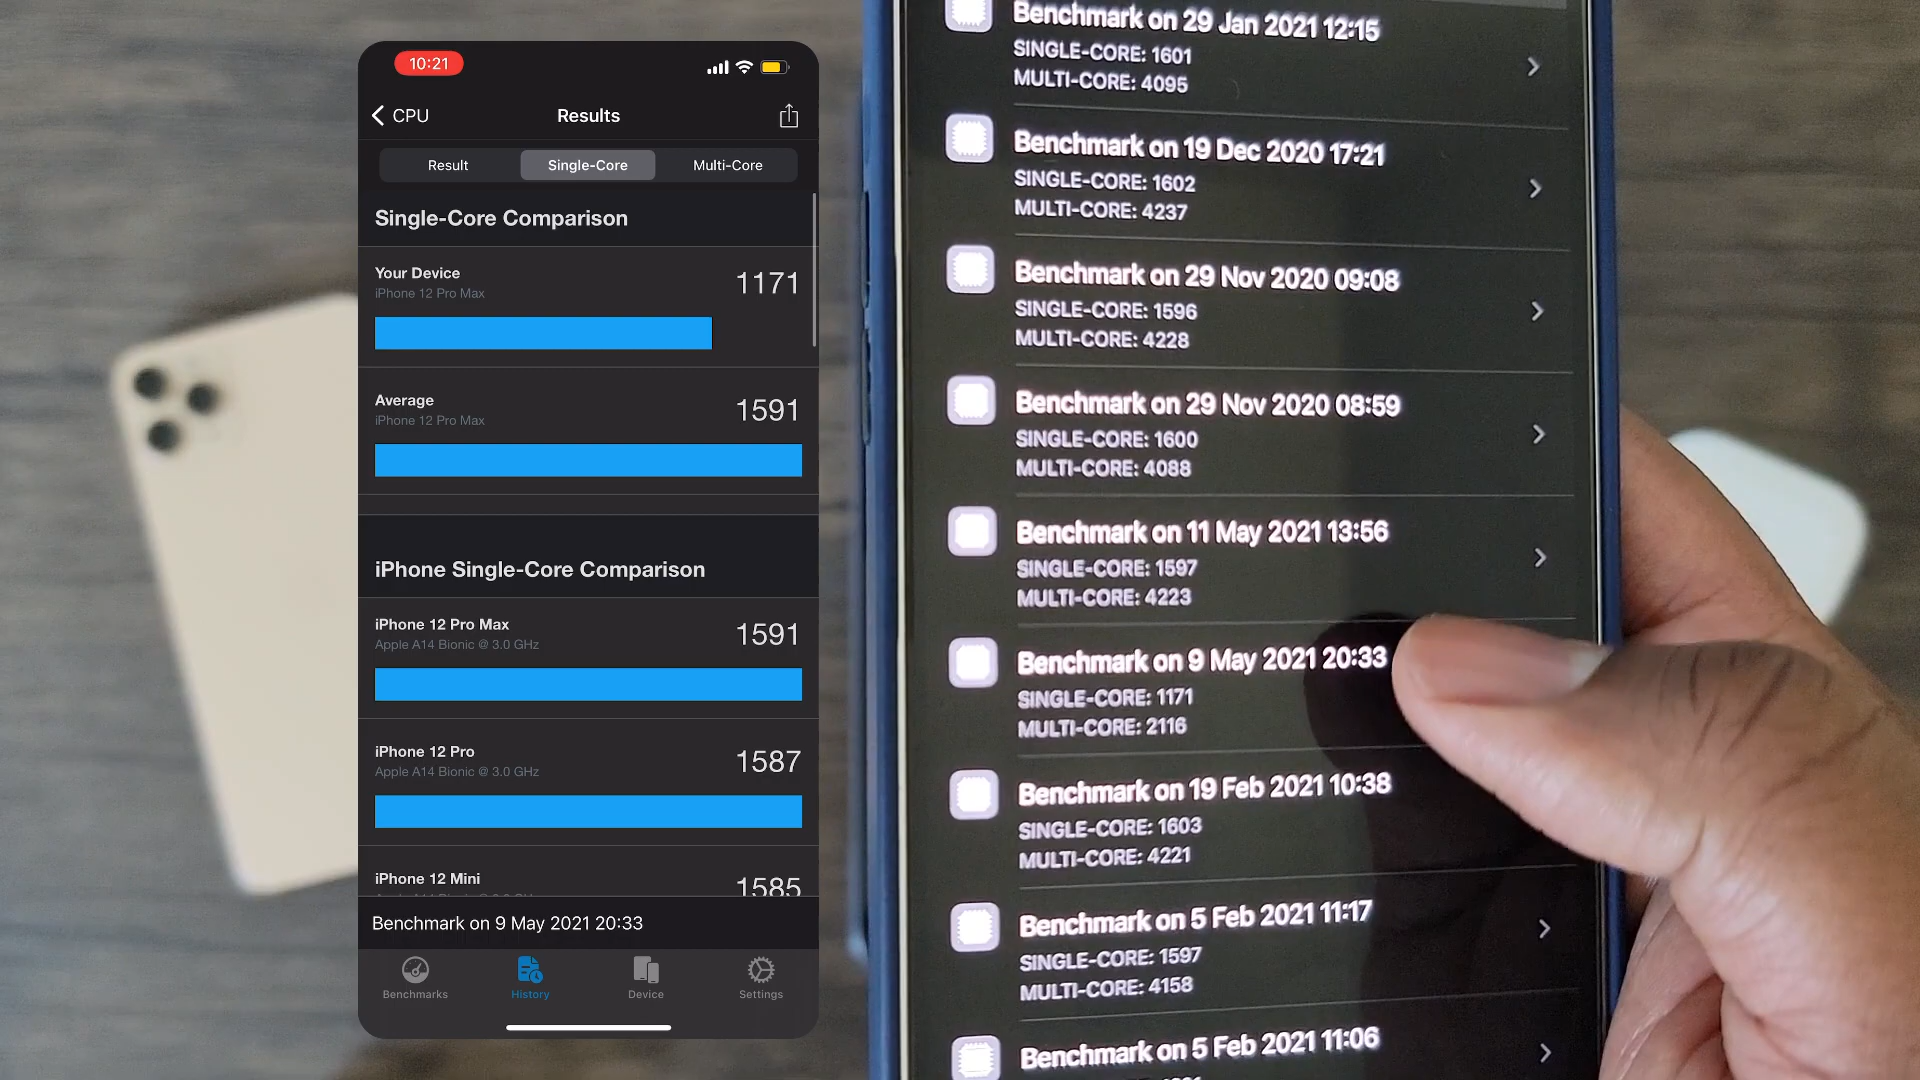 10:21
CPU
Results
Result
Single-Core
Multi-Core
Single-Core Comparison
Your Device
1171
iPhone 12 Pro Max
Average
1591
iPhone 12 Pro Max
iPhone Single-Core Comparison
iPhone 12 Pro Max
1591
Apple A14 Bionic @ 3.0 GHz
iPhone 12 Pro
1587
Apple A14 Bionic @ 3.0 GHz
iPhone 12 Mini
1585
Benchmark on 9 May 2021 20:33
Benchmarks
History
Device
Settings
Benchmark on 29 Jan 2021 12:15
SINGLE-CORE: 1601
MULTI-CORE: 4095
Benchmark on 19 Dec 2020 17:21
SINGLE-CORE: 1602
MULTI-CORE: 4237
Benchmark on 29 Nov 2020 09:08
SINGLE-CORE: 1596
MULTI-CORE: 4228
Benchmark on 29 Nov 2020 08:59
SINGLE-CORE: 1600
MULTI-CORE: 4088
Benchmark on 11 May 2021 13:56
SINGLE-CORE: 1597
MULTI-CORE: 4223
Benchmark on 9 May 2021 20:33
SINGLE-CORE: 1171
MULTI-CORE: 2116
Benchmark on 19 Feb 2021 10:38
SINGLE-CORE: 1603
MULTI-CORE: 4221
Benchmark on 5 Feb 2021 11:17
SINGLE-CORE: 1597
MULTI-CORE: 4158
Benchmark on 5 Feb 2021 11:06